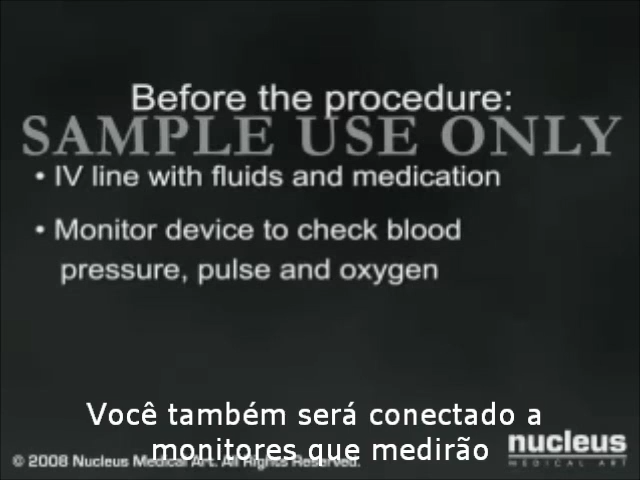 Before the procedure:
SAMPLE USE ONLY
• IV line with fluids and medication
• Monitor device to check blood
pressure, pulse and oxygen
Você também será conectado a
monitores que medirão
nucleus
MEDICAL ART
© 2008 Nucleus Medical Art. All Rights Reserved.